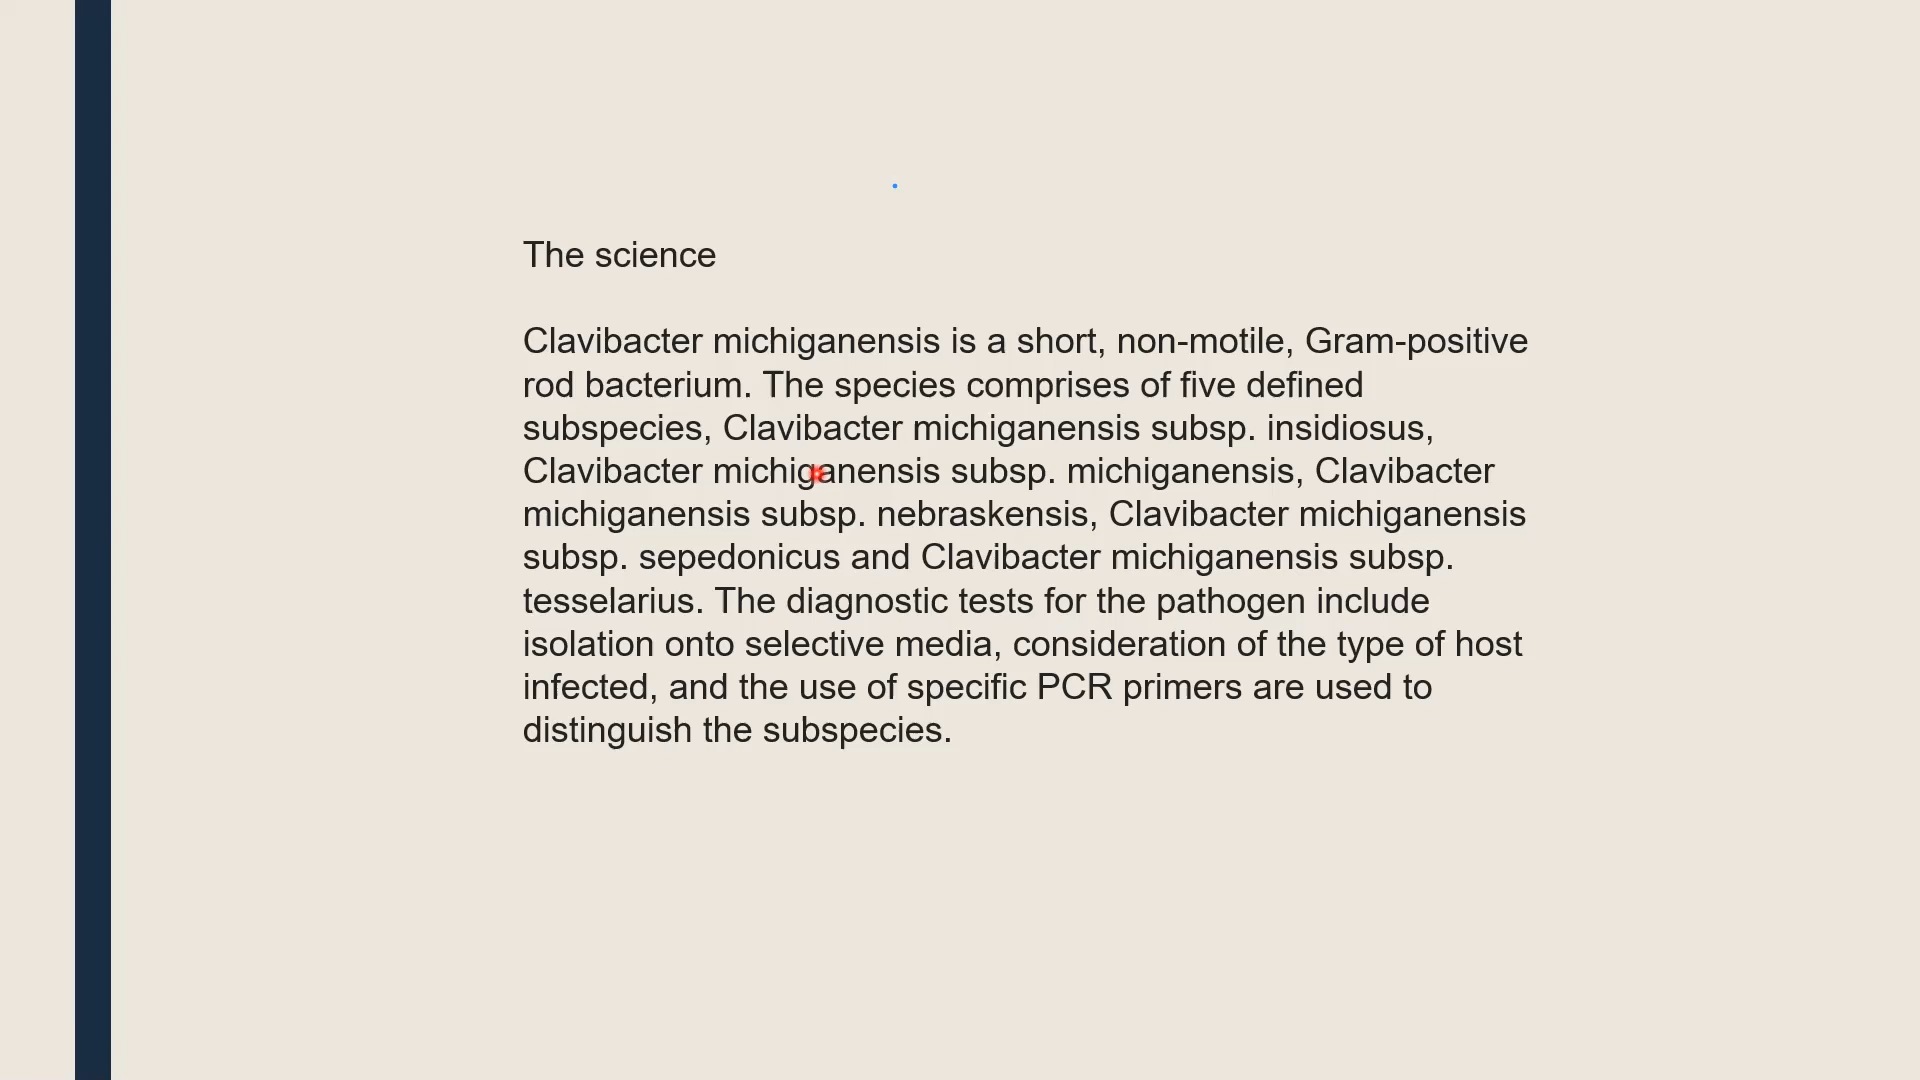 The science
Clavibacter michiganensis is a short, non-motile, Gram-positive
rod bacterium. The species comprises of five defined
subspecies, Clavibacter michiganensis subsp. insidiosus,
Clavibacter michiganensis subsp. michiganensis, Clavibacter
michiganensis subsp. nebraskensis, Clavibacter michiganensis
subsp. sepedonicus and Clavibacter michiganensis subsp.
tesselarius. The diagnostic tests for the pathogen include
isolation onto selective media, consideration of the type of host
infected, and the use of specific PCR primers are used to
distinguish the subspecies.